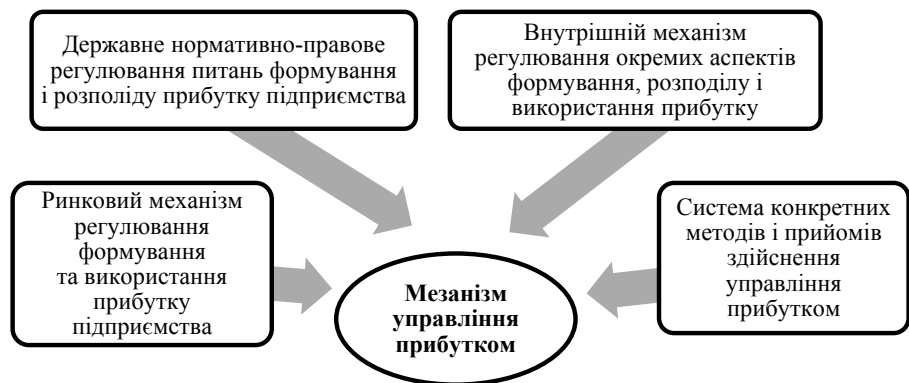 Державне нормативно-правове
регулювання питань формування
і розполіду прибутку підприємства
Внутрішній механізм
регулювання окремих аспектів
формування, розподілу і
використання прибутку
Ринковий механізм
регулювання
формування
та використання
прибутку
підприємства
Система конкретних
методів і прийомів
здійснення
управління
прибутком
Мезанізм
управління
прибутком